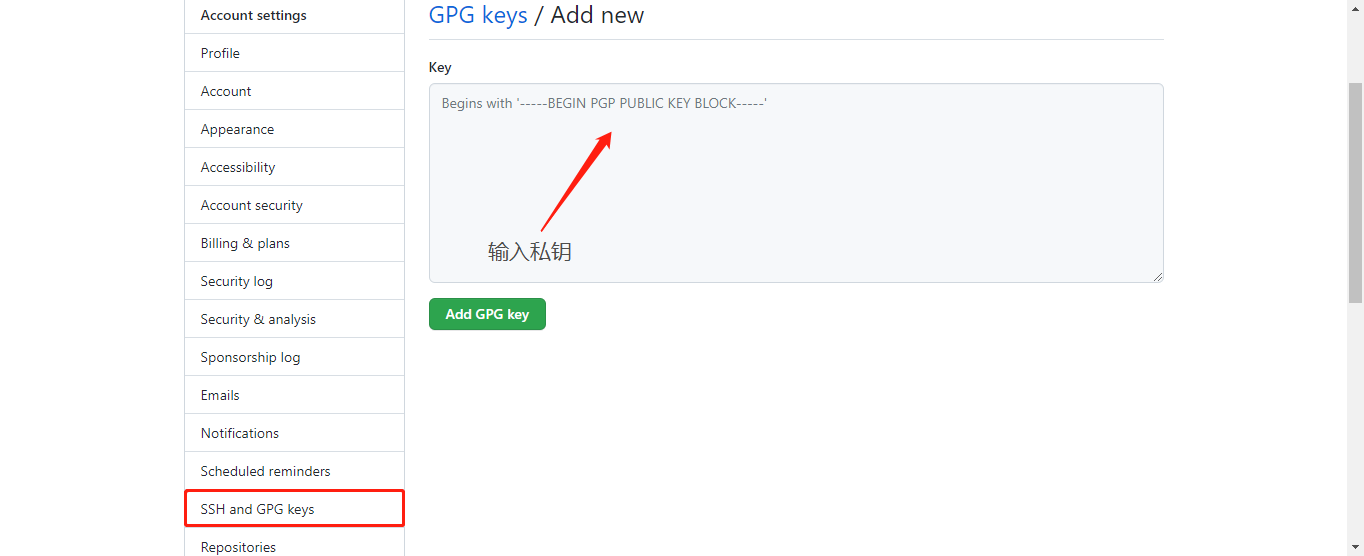 Account settings
Profile
Account
Appearance
Accessibility
Account security
Billing & plans
Security log
Security & analysis
Sponsorship log
Emails
Notifications
Scheduled reminders
SSH and GPG keys
Repositories
GPG keys / Add new
Key
Begins with '-----BEGIN PGP PUBLIC KEY BLOCK-----'
输入私钥
Add GPG key